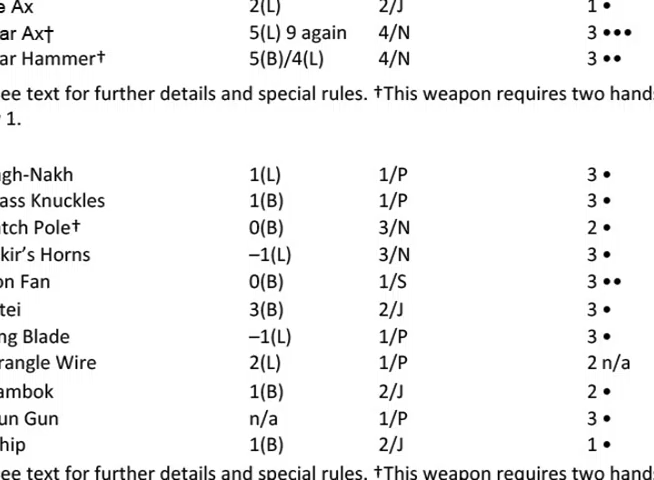 e Ax 2(L) 2/J 1 •
ar Ax† 5(L) 9 again 4/N 3 •••
ar Hammer† 5(B)/4(L) 4/N 3 ••
ee text for further details and special rules. †This weapon requires two hands
1.
gh-Nakh 1(L) 1/P 3 •
ass Knuckles 1(B) 1/P 3 •
tch Pole† 0(B) 3/N 2 •
kir’s Horns –1(L) 3/N 3 •
on Fan 0(B) 1/S 3 ••
tei 3(B) 2/J 3 •
ng Blade –1(L) 1/P 3 •
rangle Wire 2(L) 1/P 2 n/a
ambok 1(B) 2/J 2 •
un Gun n/a 1/P 3 •
hip 1(B) 2/J 1 •
ee text for further details and special rules. †This weapon requires two hands